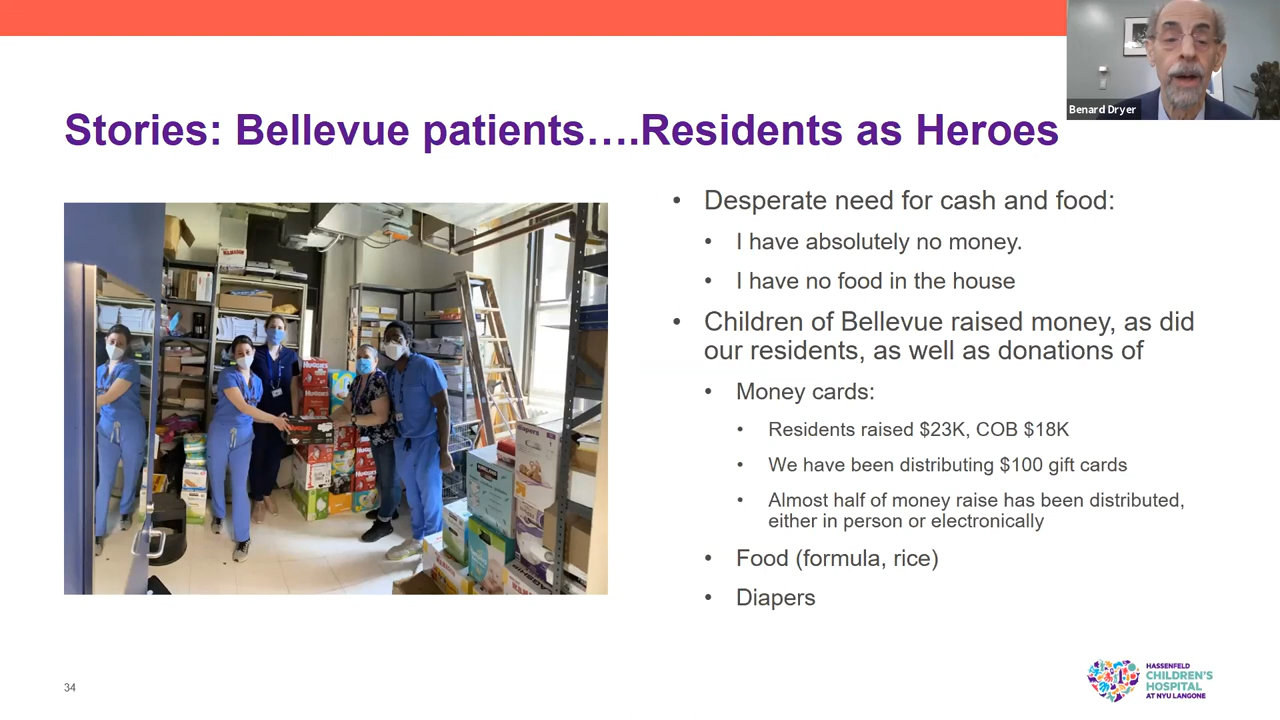 Benard Dryer
Stories: Bellevue patients….Residents as Heroes
• Desperate need for cash and food:
• I have absolutely no money.
• I have no food in the house
• Children of Bellevue raised money, as did
our residents, as well as donations of
• Money cards:
• Residents raised $23K, COB $18K
• We have been distributing $100 gift cards
• Almost half of money raise has been distributed,
either in person or electronically
• Food (formula, rice)
• Diapers
HUGGIES
diapers
34
HASSENFELD
CHILDREN'S
HOSPITAL
AT NYU LANGONE